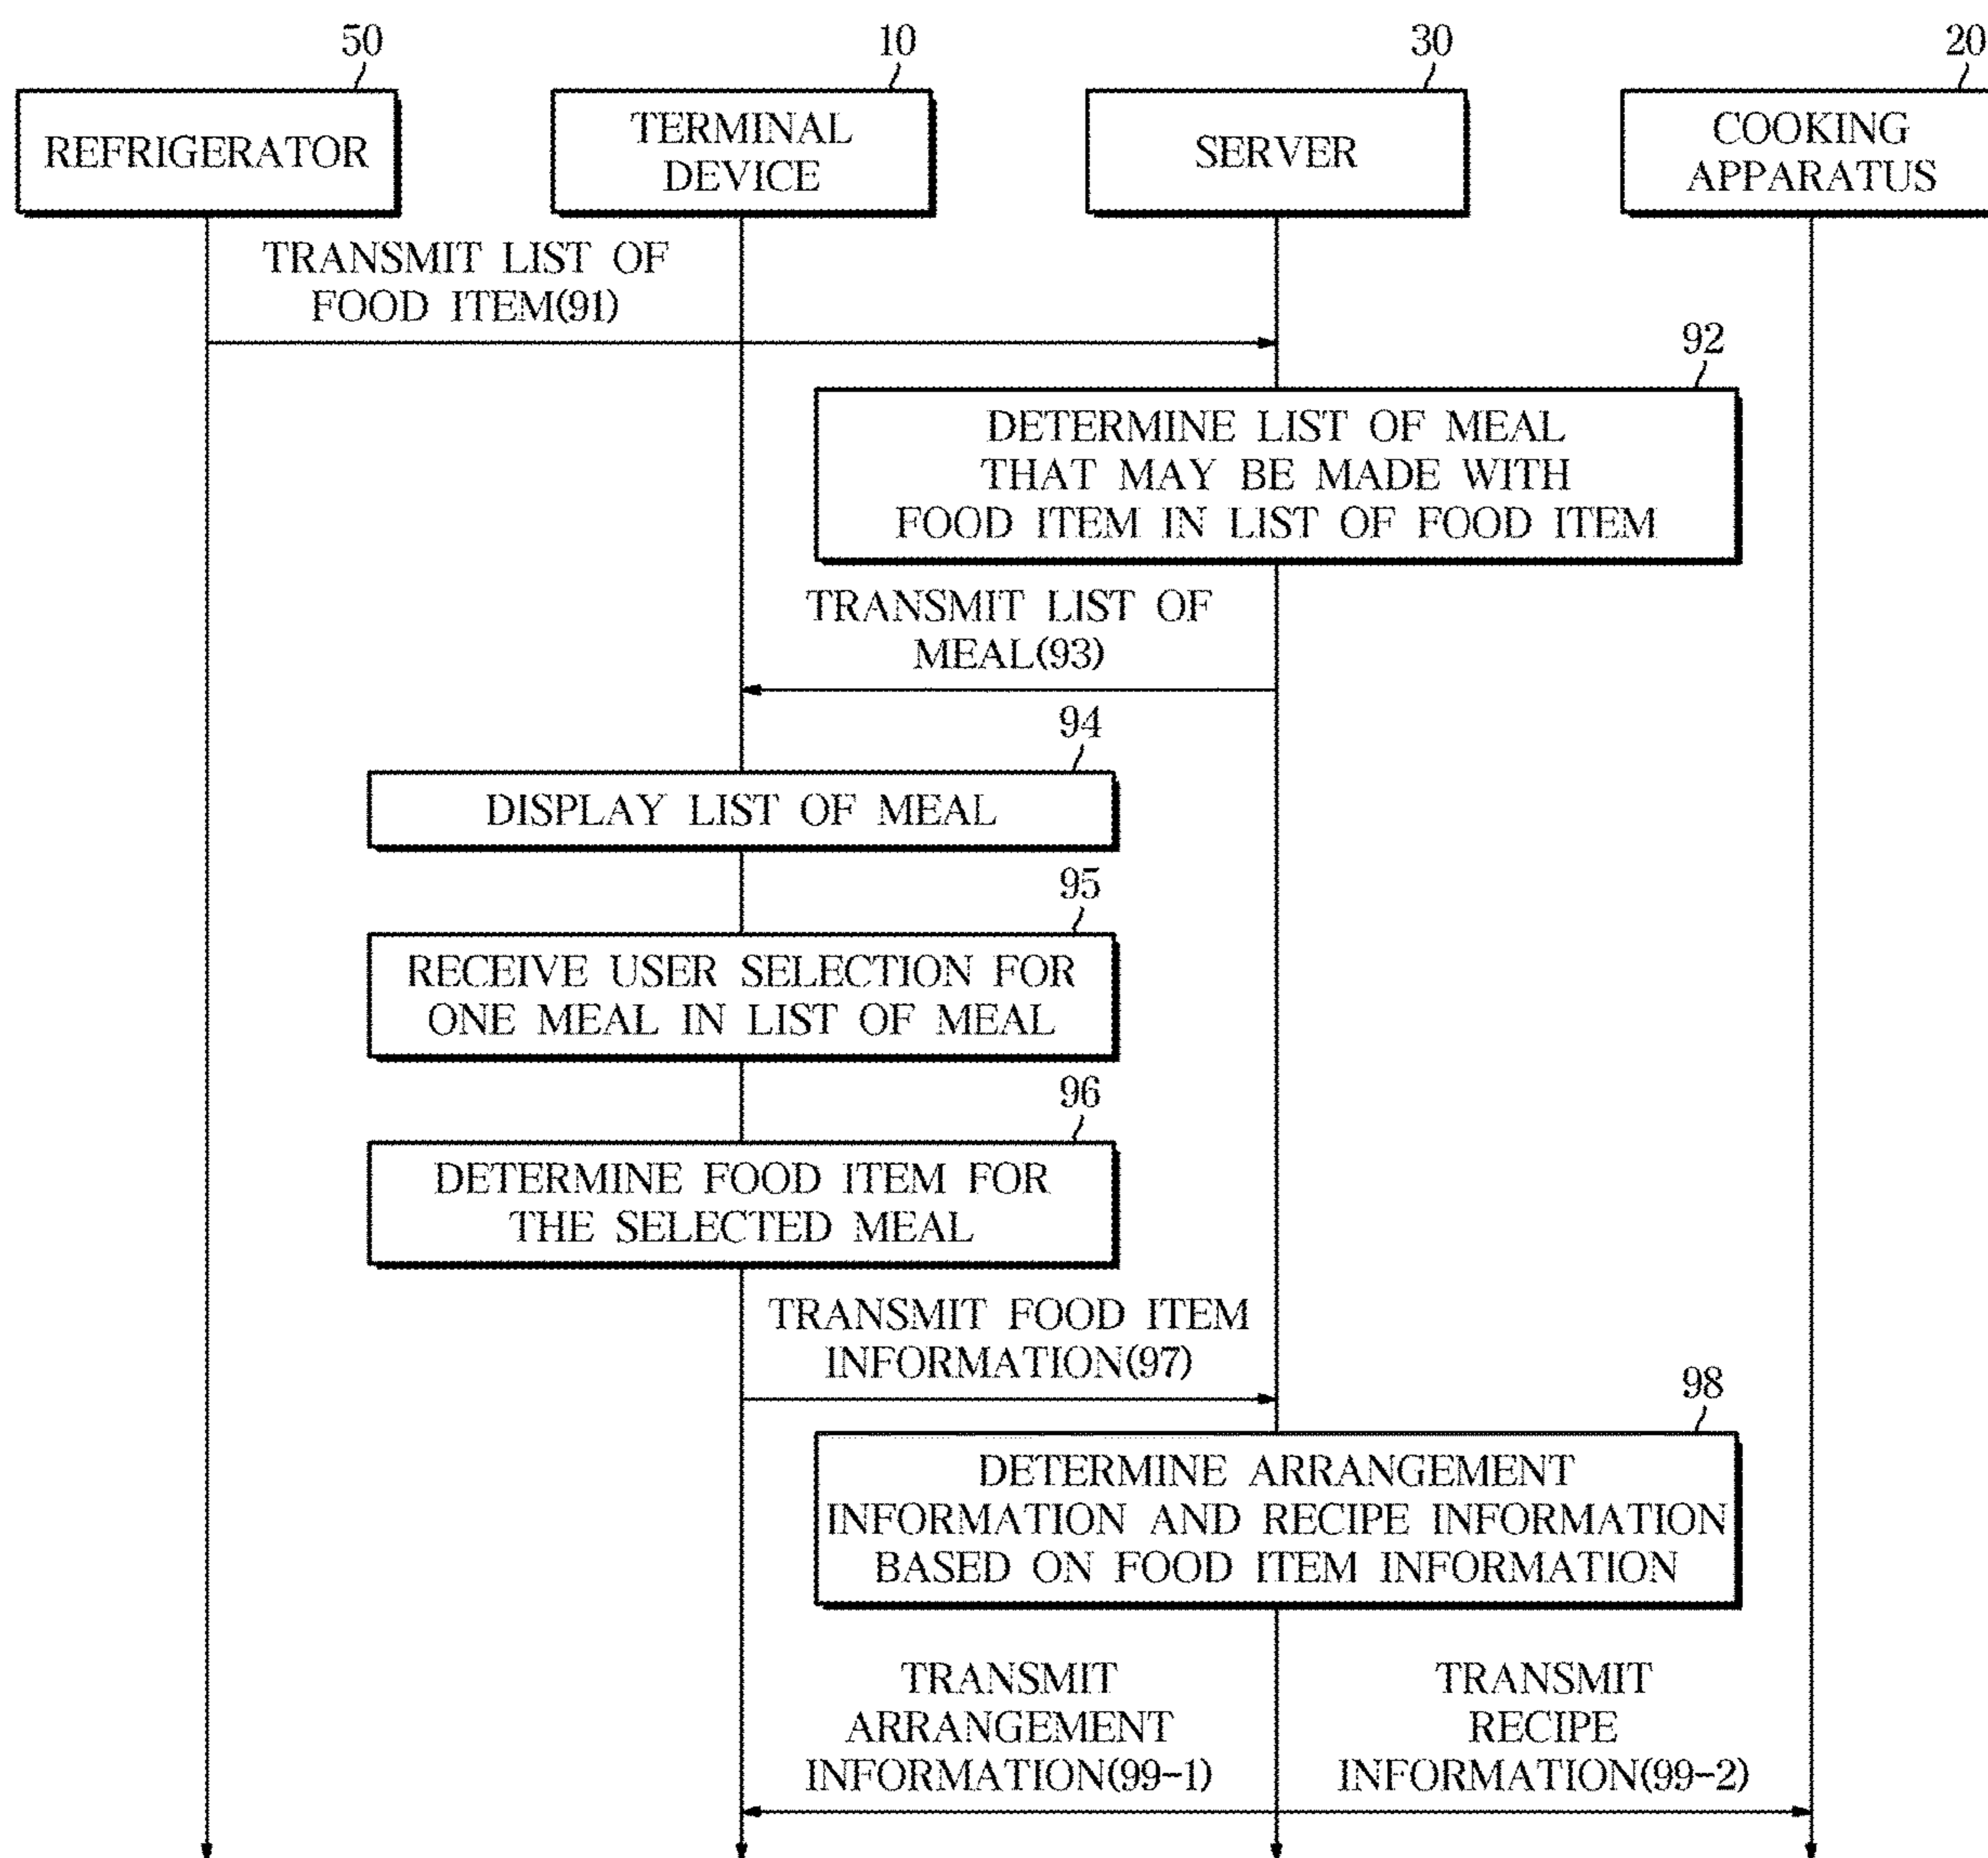 50
10
30
20
REFRIGERATOR
TERMINAL
DEVICE
SERVER
COOKING
APPARATUS
TRANSMIT LIST OF
FOOD ITEM(91)
92
DETERMINE LIST OF MEAL
THAT MAY BE MADE WITH
FOOD ITEM IN LIST OF FOOD ITEM
TRANSMIT LIST OF
MEAL(93)
94
DISPLAY LIST OF MEAL
95
RECEIVE USER SELECTION FOR
ONE MEAL IN LIST OF MEAL
96
DETERMINE FOOD ITEM FOR
THE SELECTED MEAL
TRANSMIT FOOD ITEM
INFORMATION(97)
98
DETERMINE ARRANGEMENT
INFORMATION AND RECIPE INFORMATION
BASED ON FOOD ITEM INFORMATION
TRANSMIT
ARRANGEMENT
INFORMATION(99-1)
TRANSMIT
RECIPE
INFORMATION(99-2)